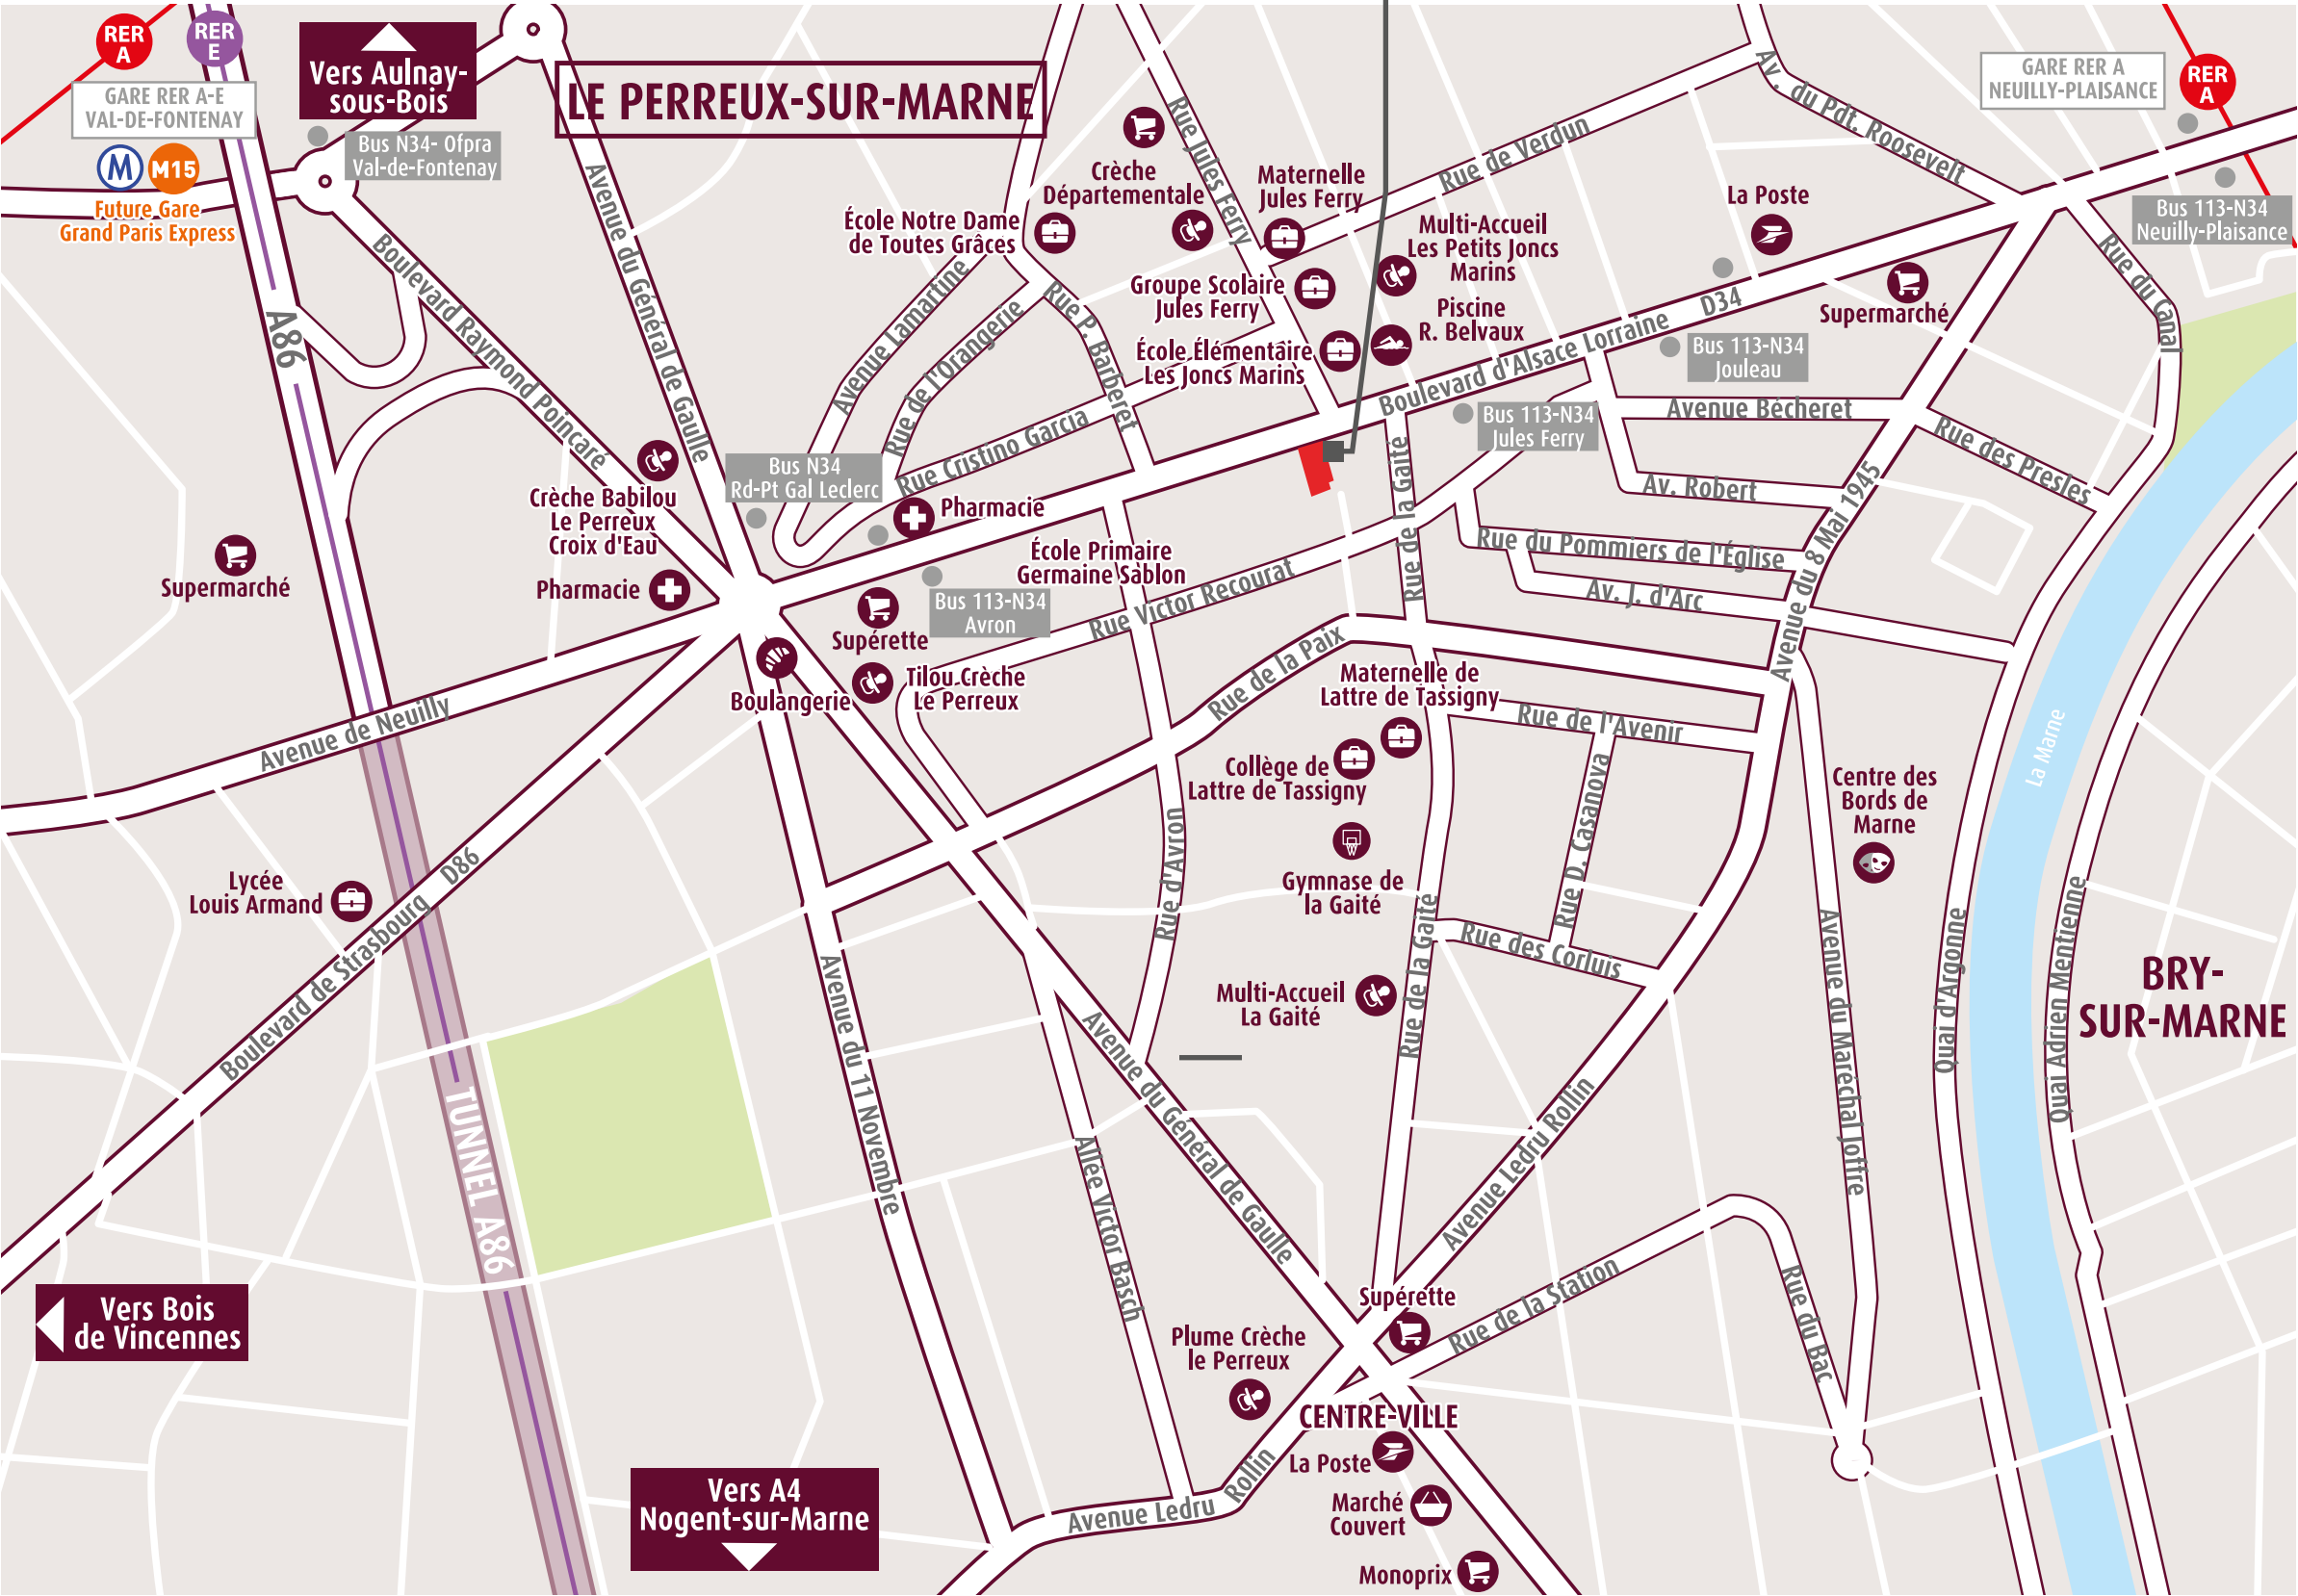 RER
A
RER
E
GARE RER A-E
VAL-DE-FONTENAY
M
M15
Future Gare
Grand Paris Express
Vers Aulnay-
sous-Bois
Bus N34- Ofpra
Val-de-Fontenay
LE PERREUX-SUR-MARNE
GARE RER A
NEUILLY-PLAISANCE
RER
A
Bus 113-N34
Neuilly-Plaisance
Crèche
Départementale
Rue Jules Ferry
Maternelle
Jules Ferry
Rue de Verdun
Av. du Pdt. Roosevelt
La Poste
École Notre Dame
de Toutes Grâces
Multi-Accueil
Les Petits Joncs
Marins
Groupe Scolaire
Jules Ferry
Piscine
R. Belvaux
École Élémentaire
Les Joncs Marins
Boulevard d'Alsace Lorraine
D34
Supermarché
Rue du Canal
Bus 113-N34
Jouleau
Bus 113-N34
Jules Ferry
Avenue Bécheret
Rue des Presles
Av. Robert
Avenue du 8 Mai 1945
Rue du Pommiers de l'Église
Av. J. d'Arc
A86
Boulevard Raymond Poincaré
Avenue du Général de Gaulle
Avenue Lamartine
Rue de l'Orangerie
Rue P. Barberet
Rue Cristino Garcia
Bus N34
Rd-Pt Gal Leclerc
Crèche Babilou
Le Perreux
Croix d'Eau
Pharmacie
Pharmacie
Supermarché
École Primaire
Germaine Sablon
Bus 113-N34
Avron
Supérette
Rue Victor Recourat
Rue de la Gaité
Boulangerie
Tilou Crèche
Le Perreux
Rue de la Paix
Avenue de Neuilly
Maternelle de
Lattre de Tassigny
Rue de l'Avenir
Collège de
Lattre de Tassigny
Rue D. Casanova
Gymnase de
la Gaité
Rue d'Avron
Centre des
Bords de
Marne
La Marne
Lycée
Louis Armand
D86
Boulevard de Strasbourg
Rue de la Gaité
Rue des Corluis
Multi-Accueil
La Gaité
Avenue du Maréchal Joffre
Quai d'Argonne
Quai Adrien Mentienne
BRY-
SUR-MARNE
Avenue du 11 Novembre
Avenue du Général de Gaulle
Allée Victor Basch
TUNNEL A86
Avenue Ledru Rollin
Vers Bois
de Vincennes
Supérette
Rue de la Station
Rue du Bac
Plume Crèche
le Perreux
CENTRE-VILLE
La Poste
Avenue Ledru Rollin
Marché
Couvert
Monoprix
Vers A4
Nogent-sur-Marne